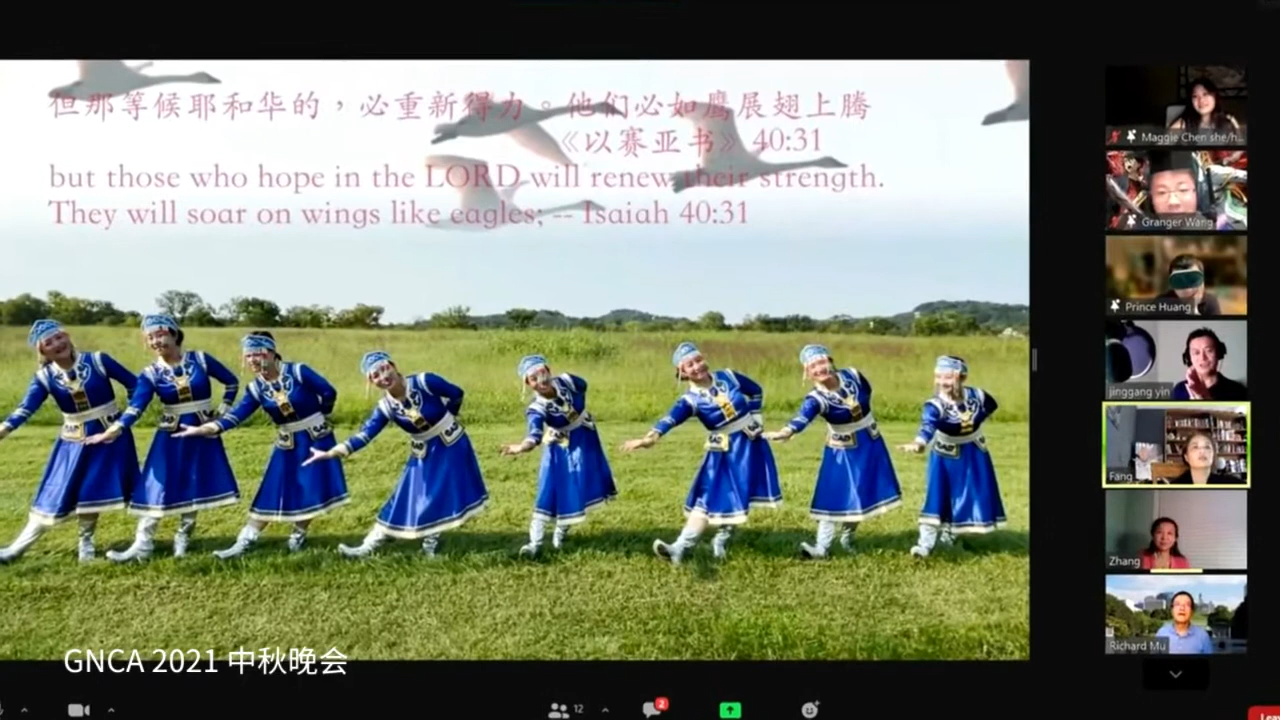 但那等候耶和华的，必重新得力。他们必如鹰展翅上腾
《以赛亚书》40:31
but those who hope in the LORD will renew their strength.
They will soar on wings like eagles; -- Isaiah 40:31
Maggie Chen she/h...
Granger Wang
Prince Huang
jinggang yin
Fang
Zhang
Richard Mu
GNCA 2021 中秋晚会
12
2